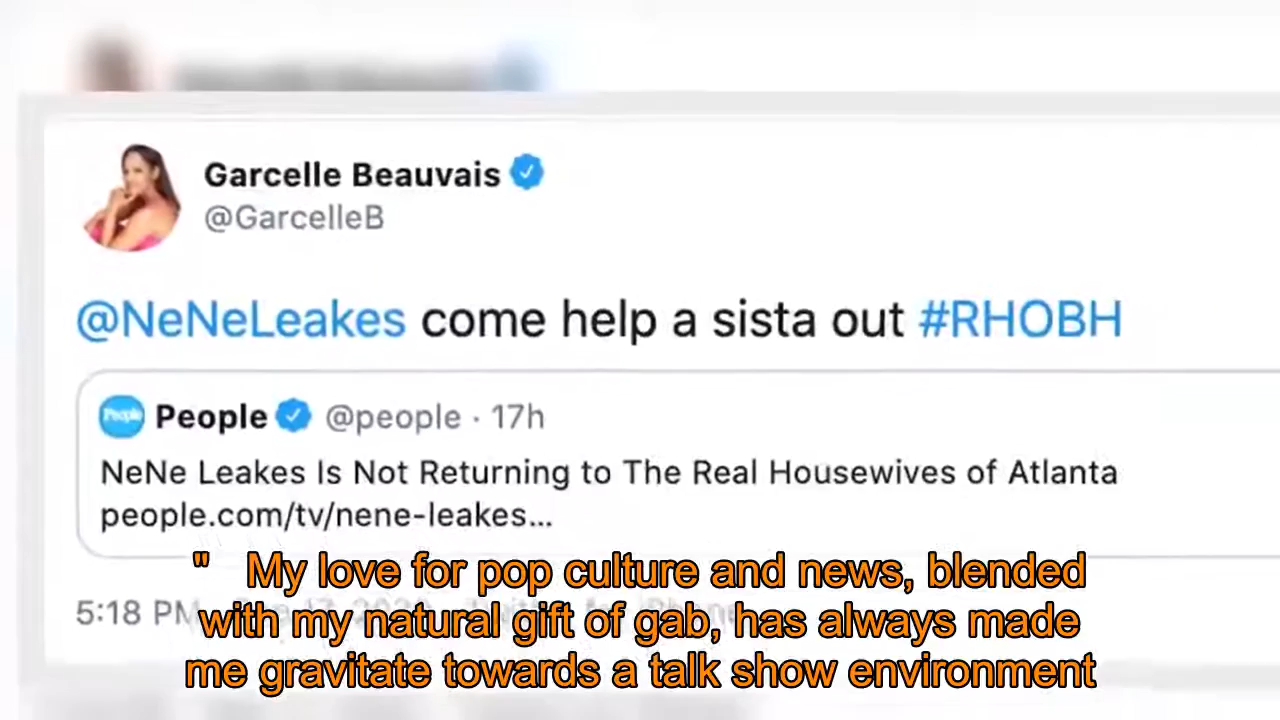 Garcelle Beauvais
@GarcelleB
@NeNeLeakes come help a sista out #RHOBH
People
People @people · 17h
NeNe Leakes Is Not Returning to The Real Housewives of Atlanta
people.com/tv/nene-leakes...
5:18 PM
" My love for pop culture and news, blended
with my natural gift of gab, has always made
me gravitate towards a talk show environment